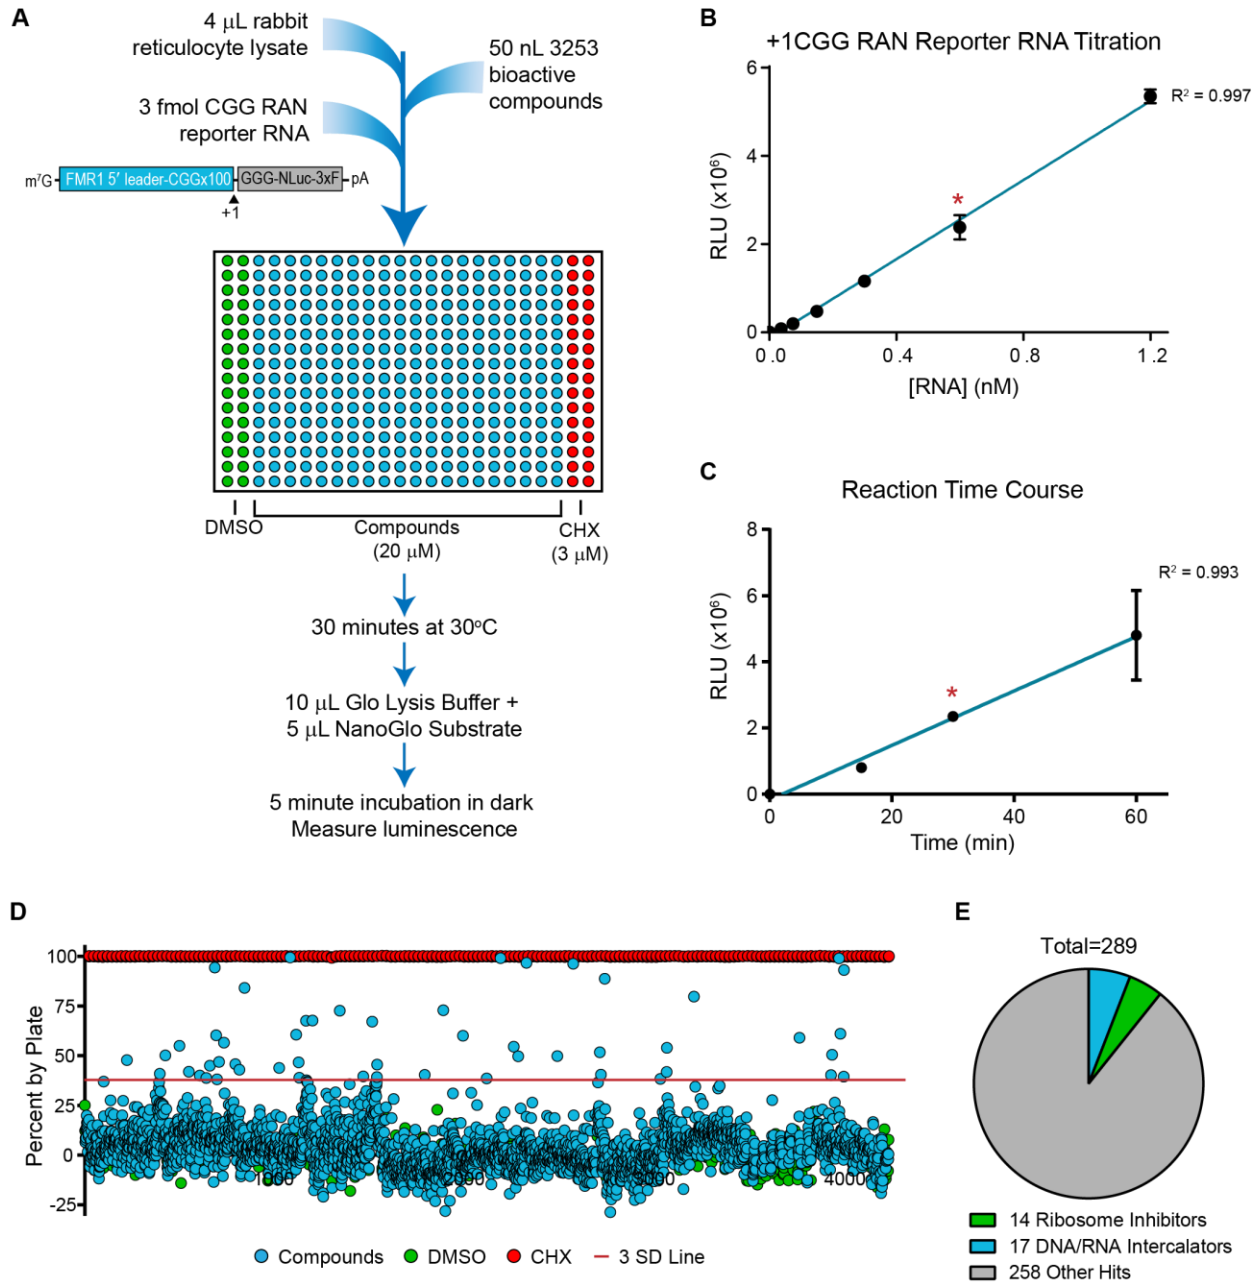 A
4 μL rabbit
reticulocyte lysate
50 nL 3253
bioactive
compounds
3 fmol CGG RAN
reporter RNA
m⁷G
FMR1 5′ leader-CGGx100
GGG-NLuc-3xF
pA
+1
DMSO
Compounds
(20 μM)
CHX
(3 μM)
30 minutes at 30°C
10 μL Glo Lysis Buffer +
5 μL NanoGlo Substrate
5 minute incubation in dark
Measure luminescence
B
+1CGG RAN Reporter RNA Titration
RLU (x10⁶)
6
4
2
0
*
R² = 0.997
0.0
0.4
0.8
1.2
[RNA] (nM)
C
Reaction Time Course
RLU (x10⁶)
8
6
4
2
0
*
R² = 0.993
0
20
40
60
Time (min)
D
Percent by Plate
100
75
50
25
0
-25
1000
2000
3000
4000
Compounds
DMSO
CHX
3 SD Line
E
Total=289
14 Ribosome Inhibitors
17 DNA/RNA Intercalators
258 Other Hits